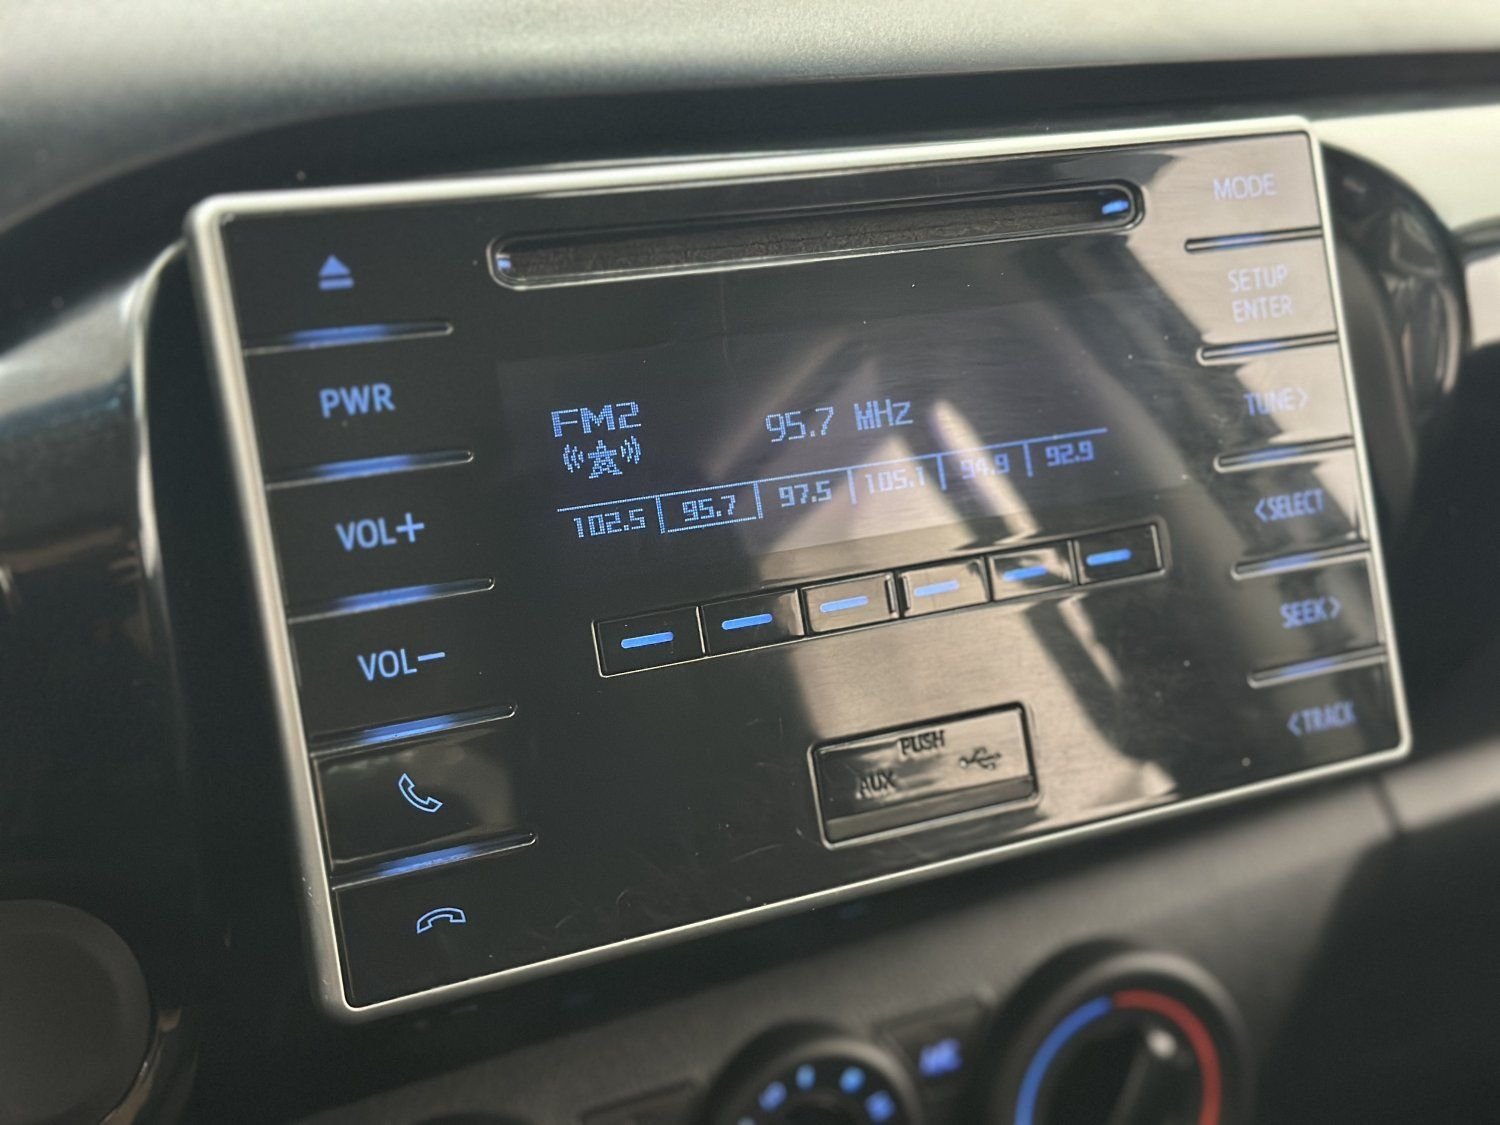 MODE
SETUP
ENTER
PWR
TUNE>
FM2
95.7 MHz
102.5
95.7
97.5
105.1
94.9
92.9
VOL+
<SELECT
VOL−
SEEK>
<TRACK
PUSH
AUX
A/C